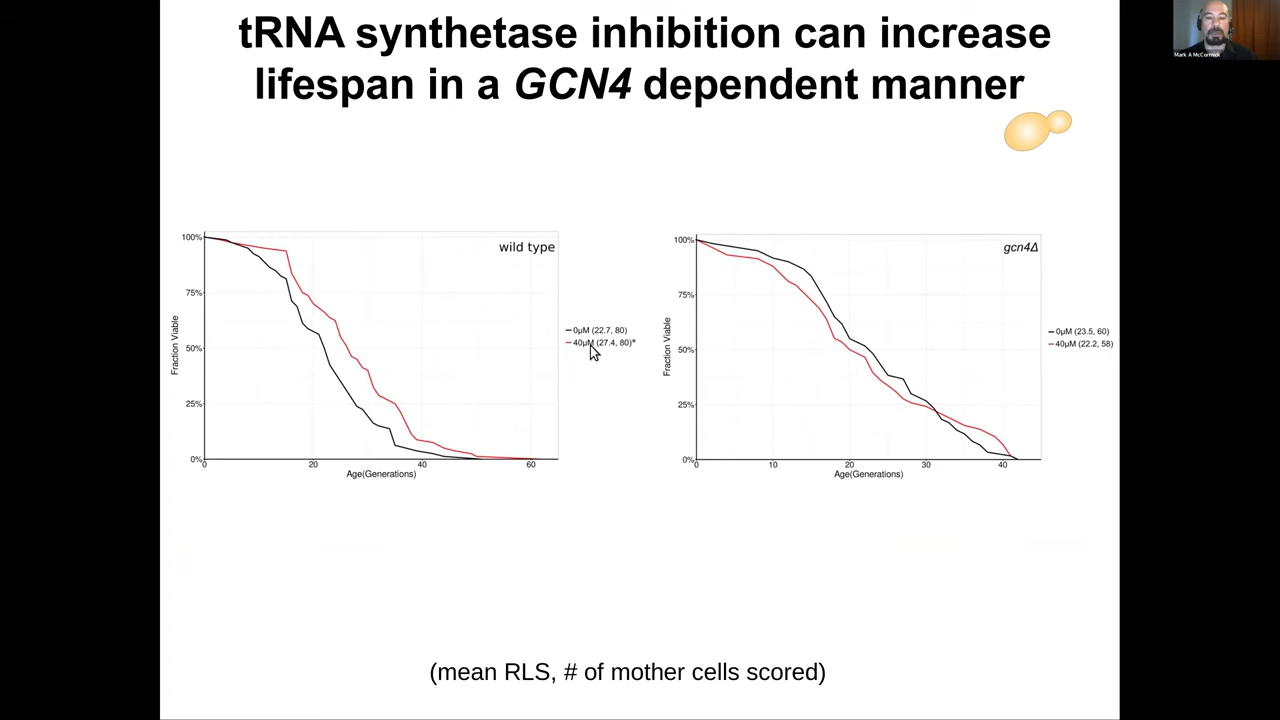 tRNA synthetase inhibition can increase
lifespan in a GCN4 dependent manner
Mark A McCormick
100%
75%
50%
25%
0%
Fraction Viable
wild type
0 20 40 60
Age(Generations)
0µM (22.7, 80)
40µM (27.4, 80)*
100%
75%
50%
25%
0%
Fraction Viable
gcn4Δ
0 10 20 30 40
Age(Generations)
0µM (23.5, 60)
40µM (22.2, 58)
(mean RLS, # of mother cells scored)